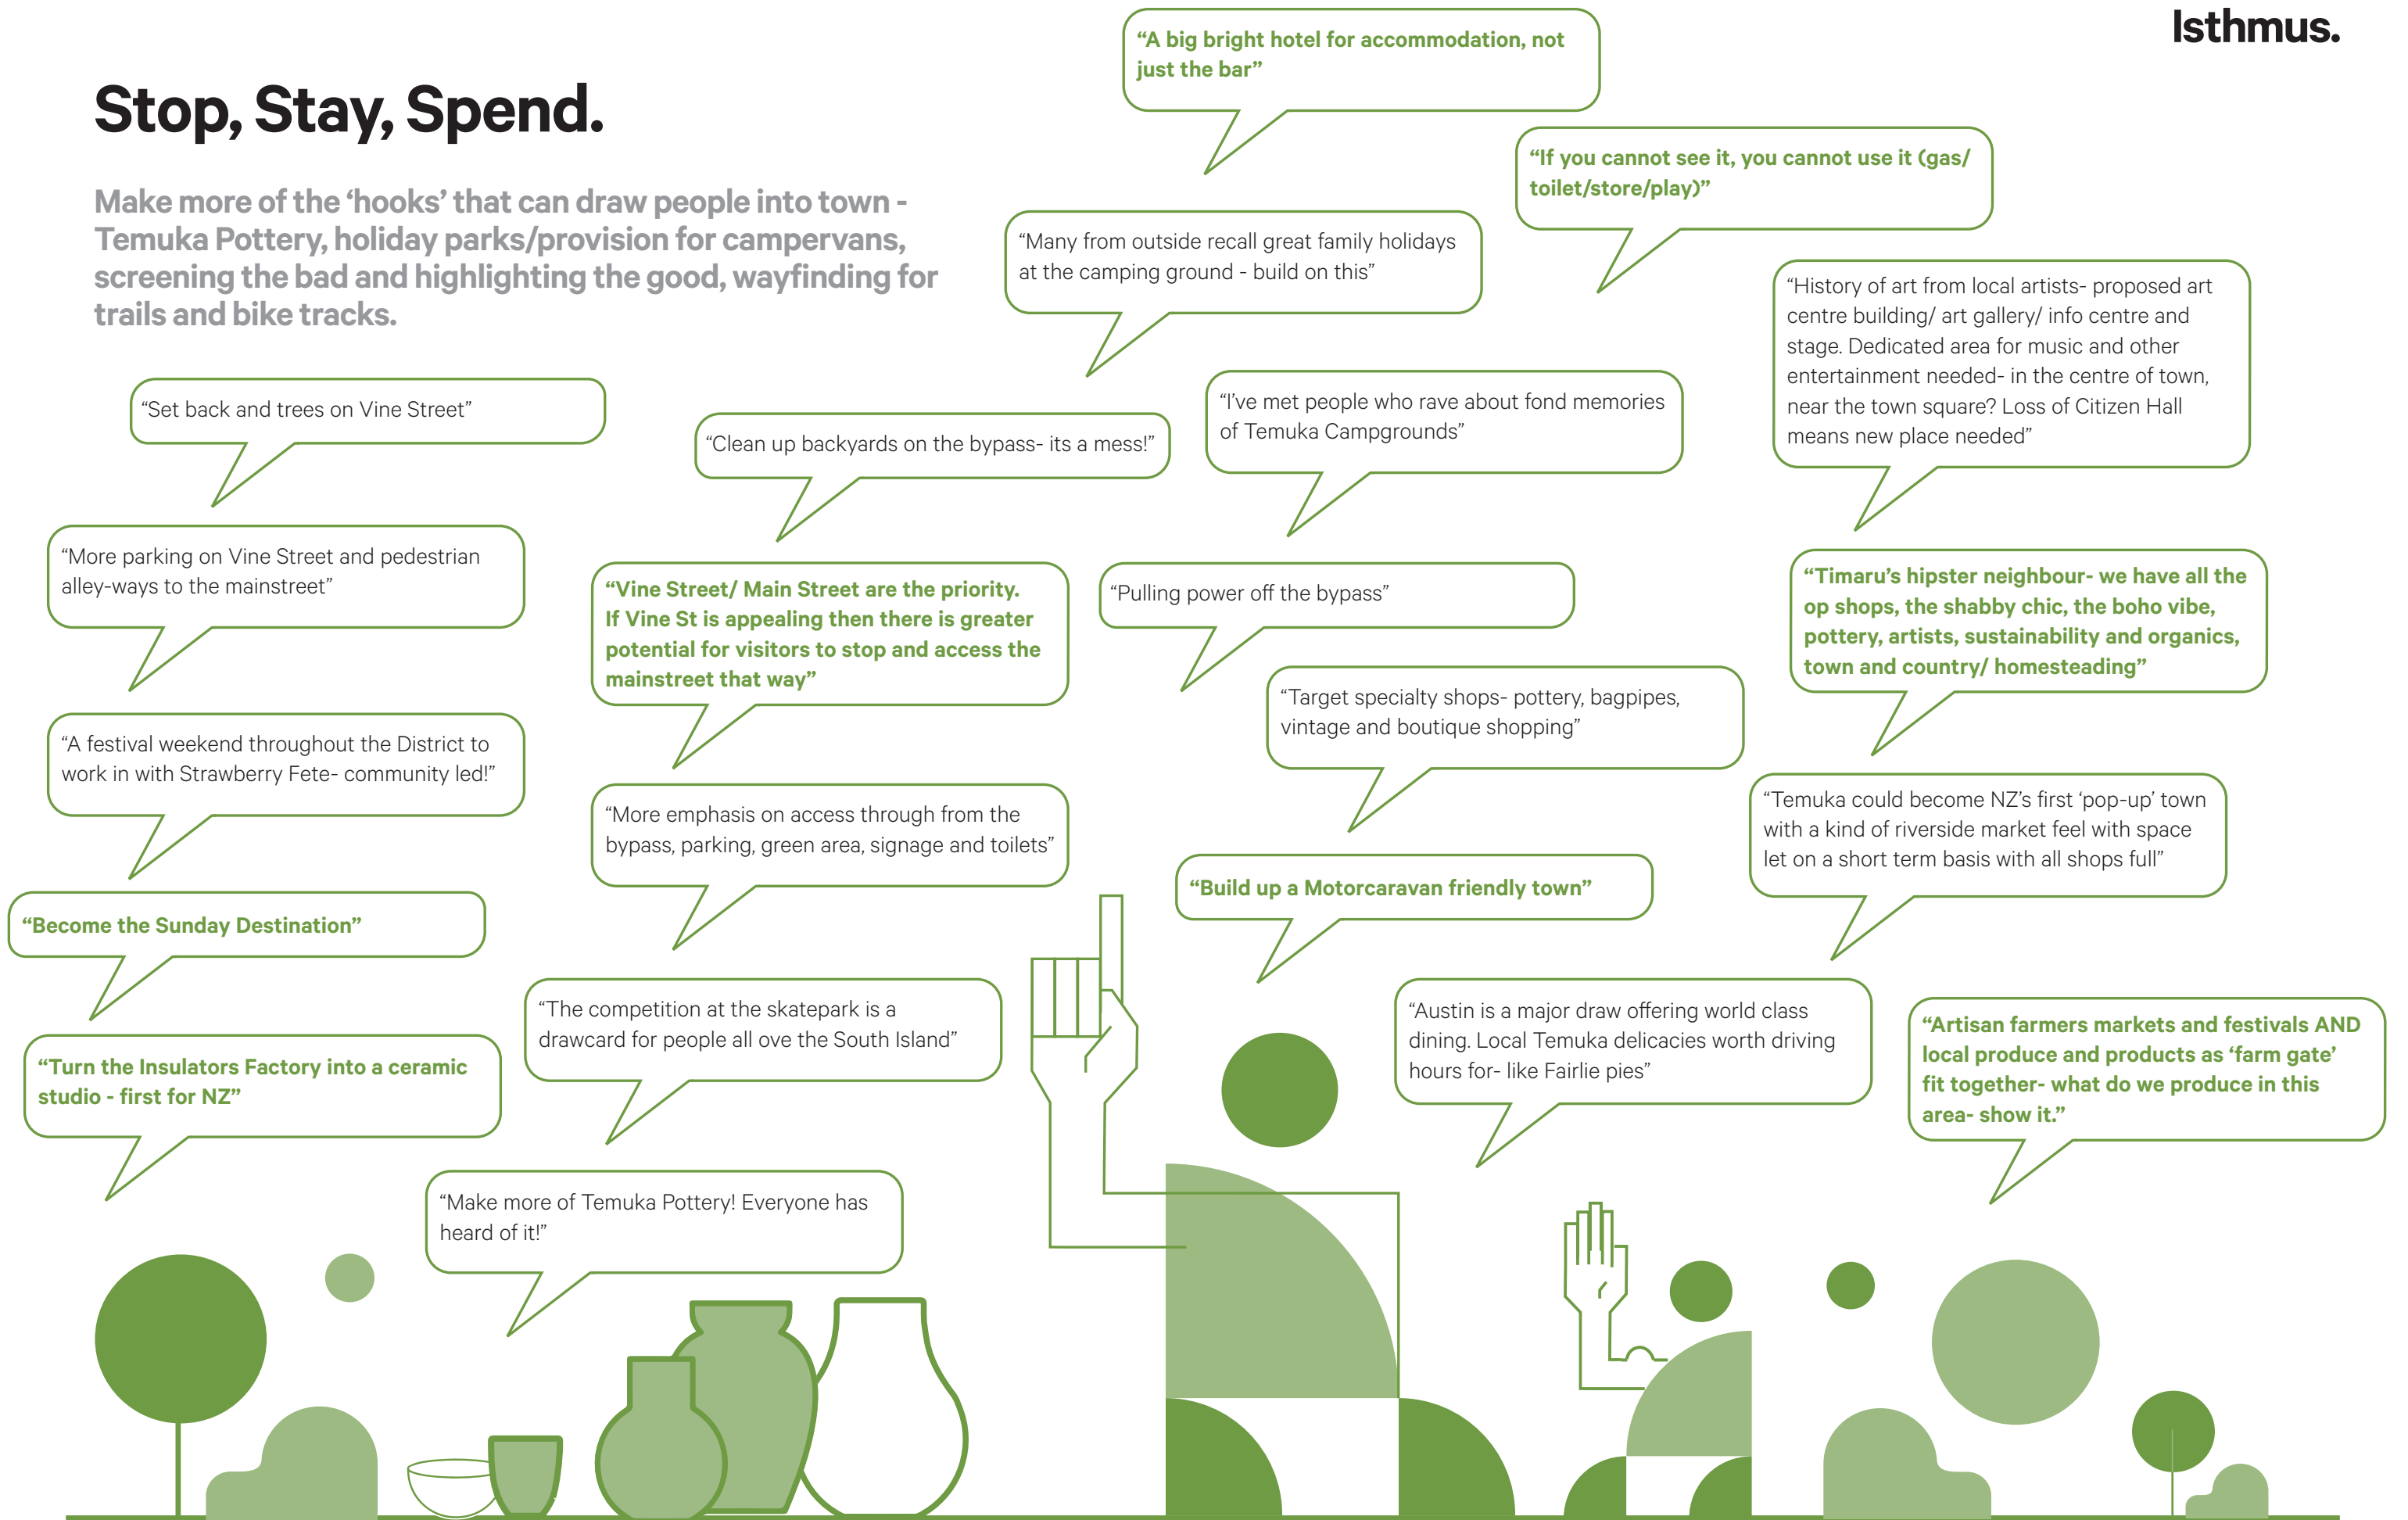 Isthmus.
Stop, Stay, Spend.
Make more of the ‘hooks’ that can draw people into town -
Temuka Pottery, holiday parks/provision for campervans,
screening the bad and highlighting the good, wayfinding for
trails and bike tracks.
“A big bright hotel for accommodation, not
just the bar”
“If you cannot see it, you cannot use it (gas/
toilet/store/play)”
“Many from outside recall great family holidays
at the camping ground - build on this”
“History of art from local artists- proposed art
centre building/ art gallery/ info centre and
stage. Dedicated area for music and other
entertainment needed- in the centre of town,
near the town square? Loss of Citizen Hall
means new place needed”
“Set back and trees on Vine Street”
“Clean up backyards on the bypass- its a mess!”
“I’ve met people who rave about fond memories
of Temuka Campgrounds”
“More parking on Vine Street and pedestrian
alley-ways to the mainstreet”
“Vine Street/ Main Street are the priority.
If Vine St is appealing then there is greater
potential for visitors to stop and access the
mainstreet that way”
“Pulling power off the bypass”
“Timaru’s hipster neighbour- we have all the
op shops, the shabby chic, the boho vibe,
pottery, artists, sustainability and organics,
town and country/ homesteading”
“Target specialty shops- pottery, bagpipes,
vintage and boutique shopping”
“A festival weekend throughout the District to
work in with Strawberry Fete- community led!”
“More emphasis on access through from the
bypass, parking, green area, signage and toilets”
“Temuka could become NZ’s first ‘pop-up’ town
with a kind of riverside market feel with space
let on a short term basis with all shops full”
“Build up a Motorcaravan friendly town”
“Become the Sunday Destination”
“The competition at the skatepark is a
drawcard for people all ove the South Island”
“Austin is a major draw offering world class
dining. Local Temuka delicacies worth driving
hours for- like Fairlie pies”
“Artisan farmers markets and festivals AND
local produce and products as ‘farm gate’
fit together- what do we produce in this
area- show it.”
“Turn the Insulators Factory into a ceramic
studio - first for NZ”
“Make more of Temuka Pottery! Everyone has
heard of it!”